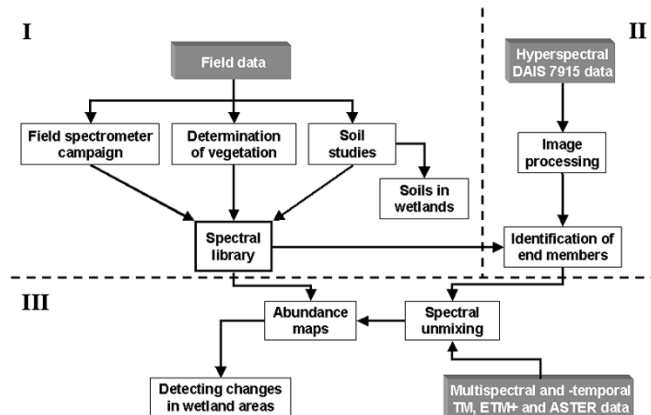 I
II
Field data
Hyperspectral
DAIS 7915 data
Field spectrometer
campaign
Determination
of vegetation
Soil
studies
Image
processing
Soils in
wetlands
Spectral
library
Identification of
end members
III
Abundance
maps
Spectral
unmixing
Detecting changes
in wetland areas
Multispectral and -temporal
TM, ETM+ and ASTER data